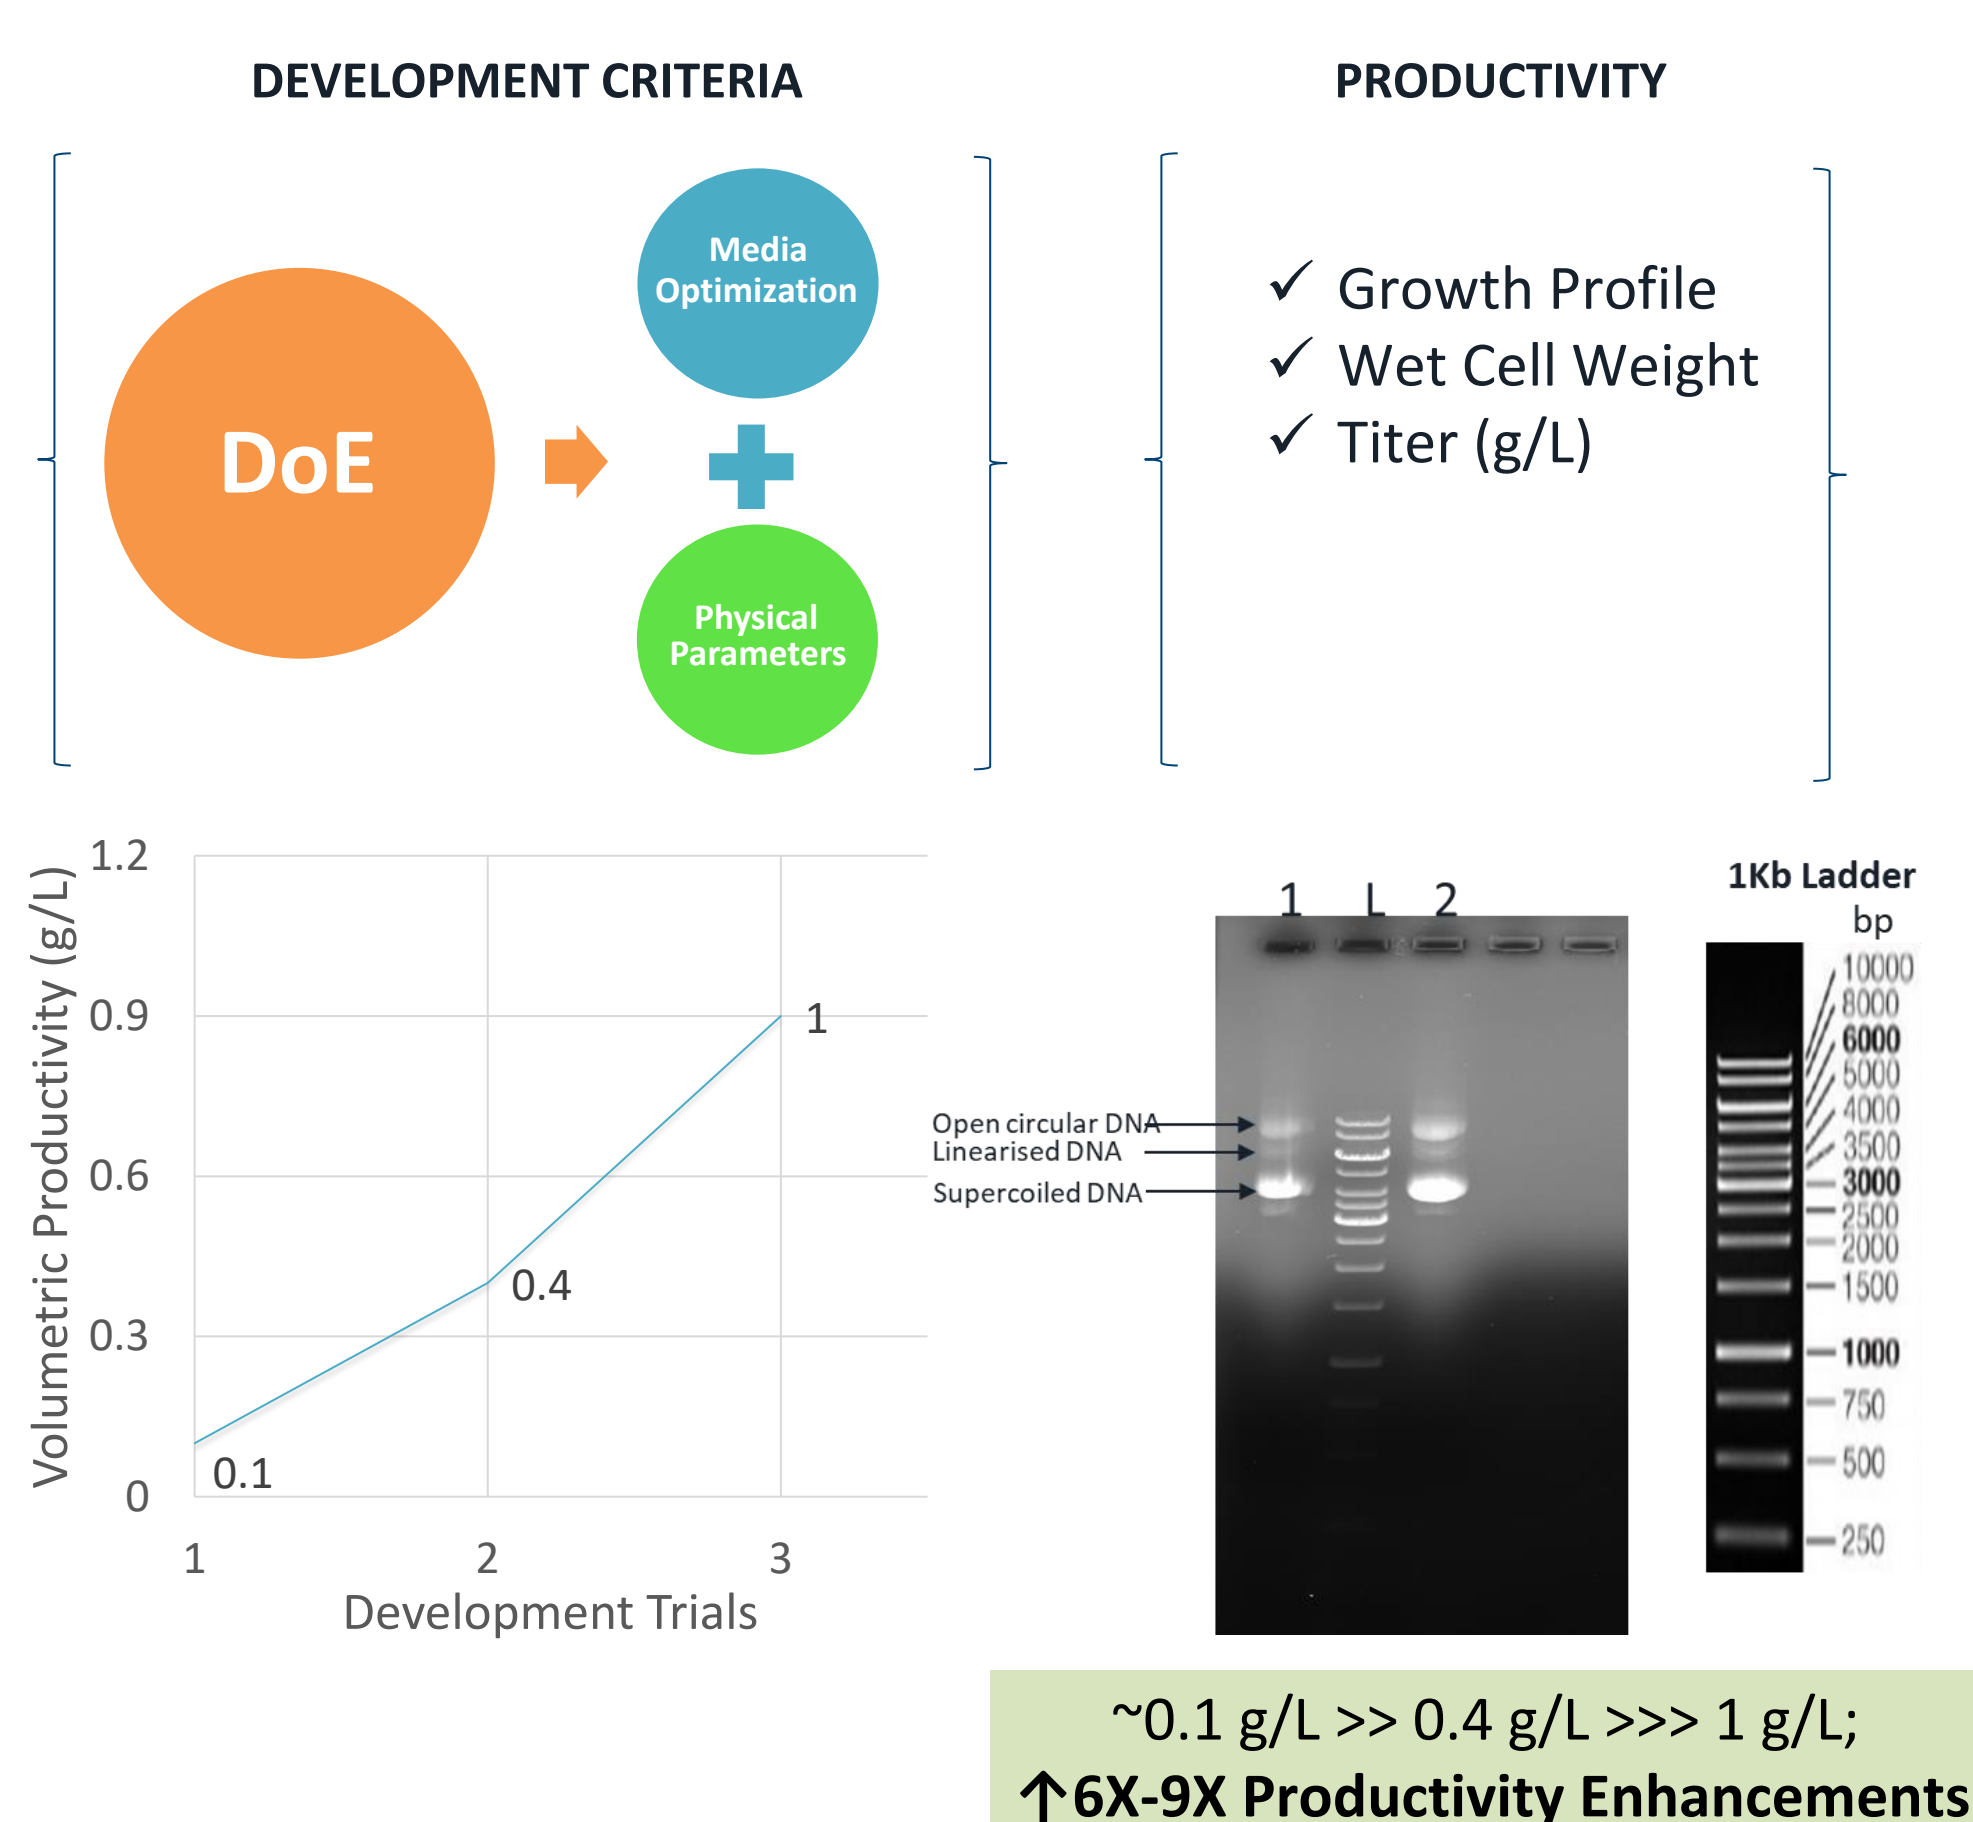 DEVELOPMENT CRITERIA
PRODUCTIVITY
DoE
Media
Optimization
Physical
Parameters
✓ Growth Profile
✓ Wet Cell Weight
✓ Titer (g/L)
Volumetric Productivity (g/L)
1.2
0.9
0.6
0.3
0
1
0.4
0.1
1
2
3
Development Trials
1 L 2
Open circular DNA
Linearised DNA
Supercoiled DNA
1Kb Ladder
bp
10000
8000
6000
5000
4000
3500
3000
2500
2000
1500
1000
750
500
250
~0.1 g/L >> 0.4 g/L >>> 1 g/L;
↑6X-9X Productivity Enhancements